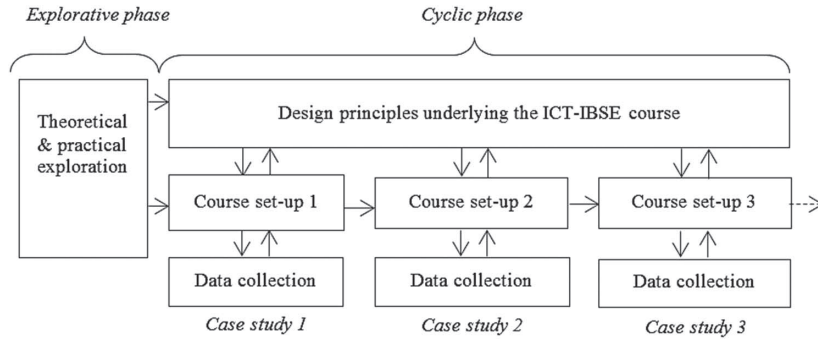 Explorative phase
Cyclic phase
Theoretical
& practical
exploration
Design principles underlying the ICT-IBSE course
Course set-up 1
Course set-up 2
Course set-up 3
Data collection
Data collection
Data collection
Case study 1
Case study 2
Case study 3